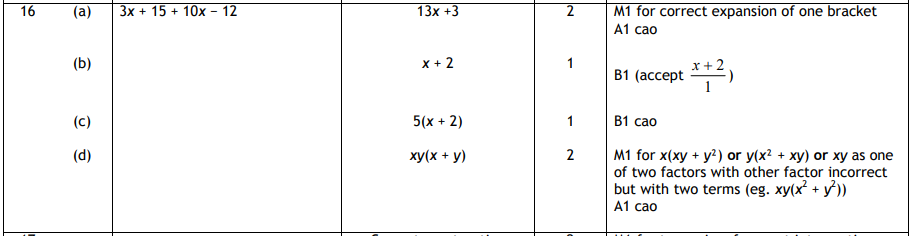 16 (a) 3x + 15 + 10x – 12 13x +3 2 M1 for correct expansion of one bracket
A1 cao
(b) x + 2 1 B1 (accept \frac{x+2}{1})
(c) 5(x + 2) 1 B1 cao
(d) xy(x + y) 2 M1 for x(xy + y²) or y(x² + xy) or xy as one
of two factors with other factor incorrect
but with two terms (eg. xy(x² + y²))
A1 cao